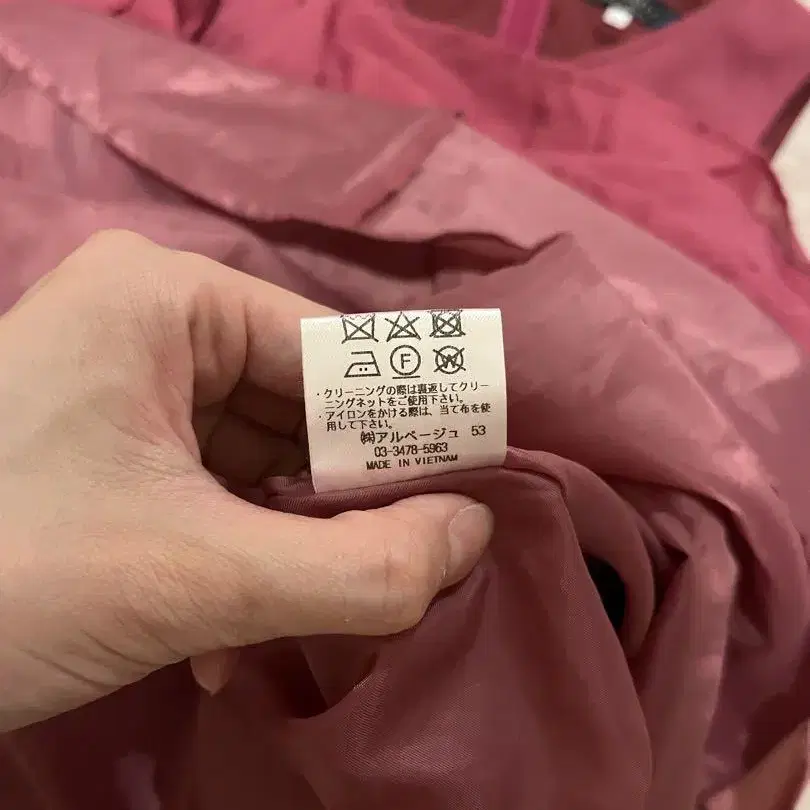 F W
・クリーニングの際は裏返してクリー
ニングネットをご使用下さい。
・アイロンをかける際は、当て布を使
用して下さい。
㈱アルページュ 53
03-3478-5963
MADE IN VIETNAM